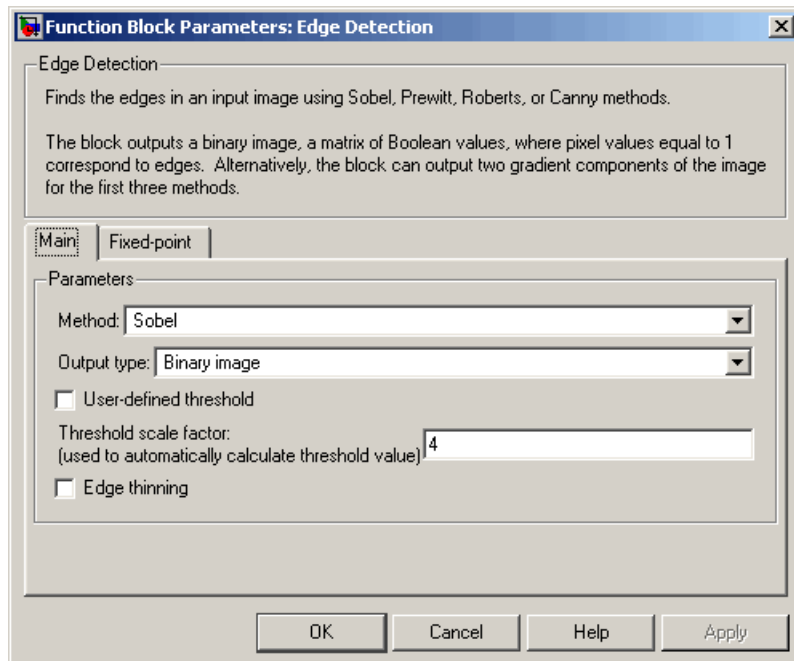 Function Block Parameters: Edge Detection
Edge Detection
Finds the edges in an input image using Sobel, Prewitt, Roberts, or Canny methods.
The block outputs a binary image, a matrix of Boolean values, where pixel values equal to 1
correspond to edges.  Alternatively, the block can output two gradient components of the image
for the first three methods.
Main Fixed-point
Parameters
Method: Sobel
Output type: Binary image
User-defined threshold
Threshold scale factor:
(used to automatically calculate threshold value) 4
Edge thinning
OK Cancel Help Apply